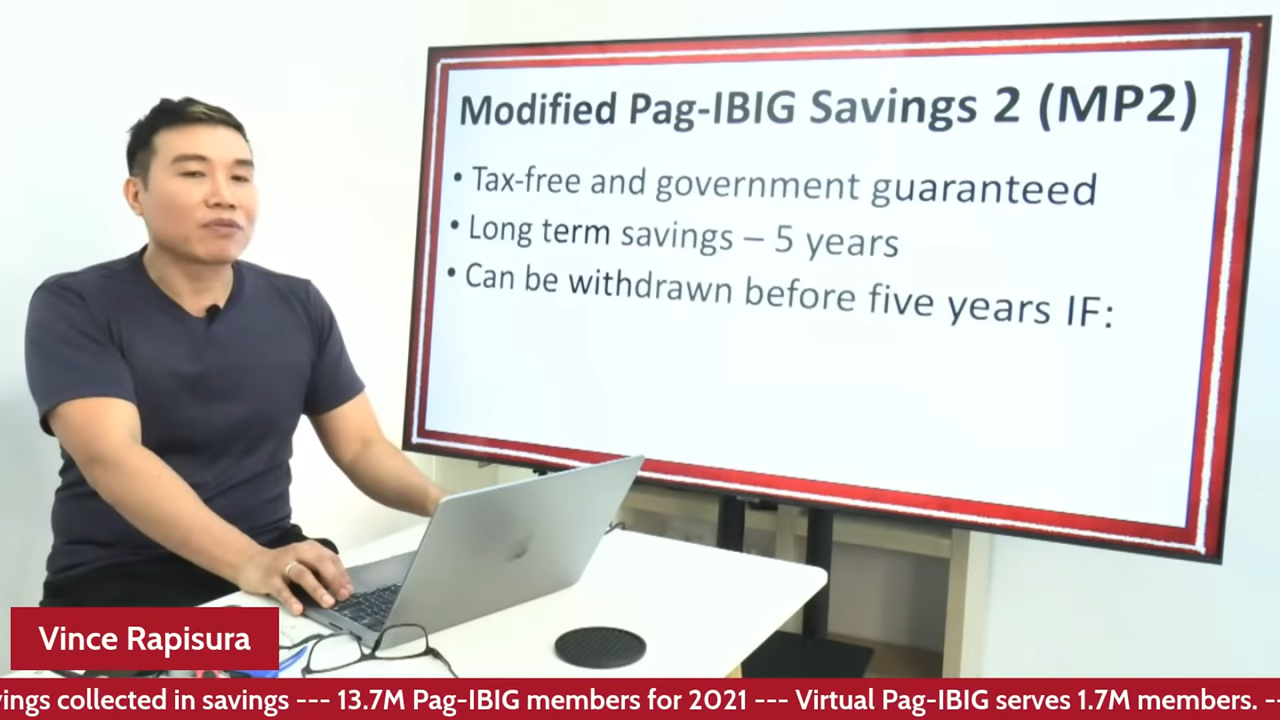 Modified Pag-IBIG Savings 2 (MP2)
• Tax-free and government guaranteed
• Long term savings – 5 years
• Can be withdrawn before five years IF:
Vince Rapisura
collected in savings --- 13.7M Pag-IBIG members for 2021 --- Virtual Pag-IBIG serves 1.7M members. --